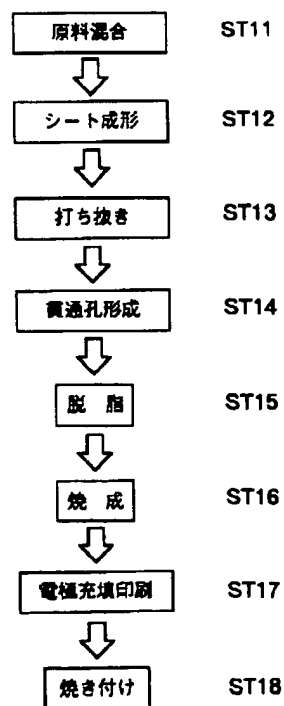 原料混合 ST11
シート成形 ST12
打ち抜き ST13
貫通孔形成 ST14
脱 脂 ST15
焼 成 ST16
電極充填印刷 ST17
焼き付け ST18